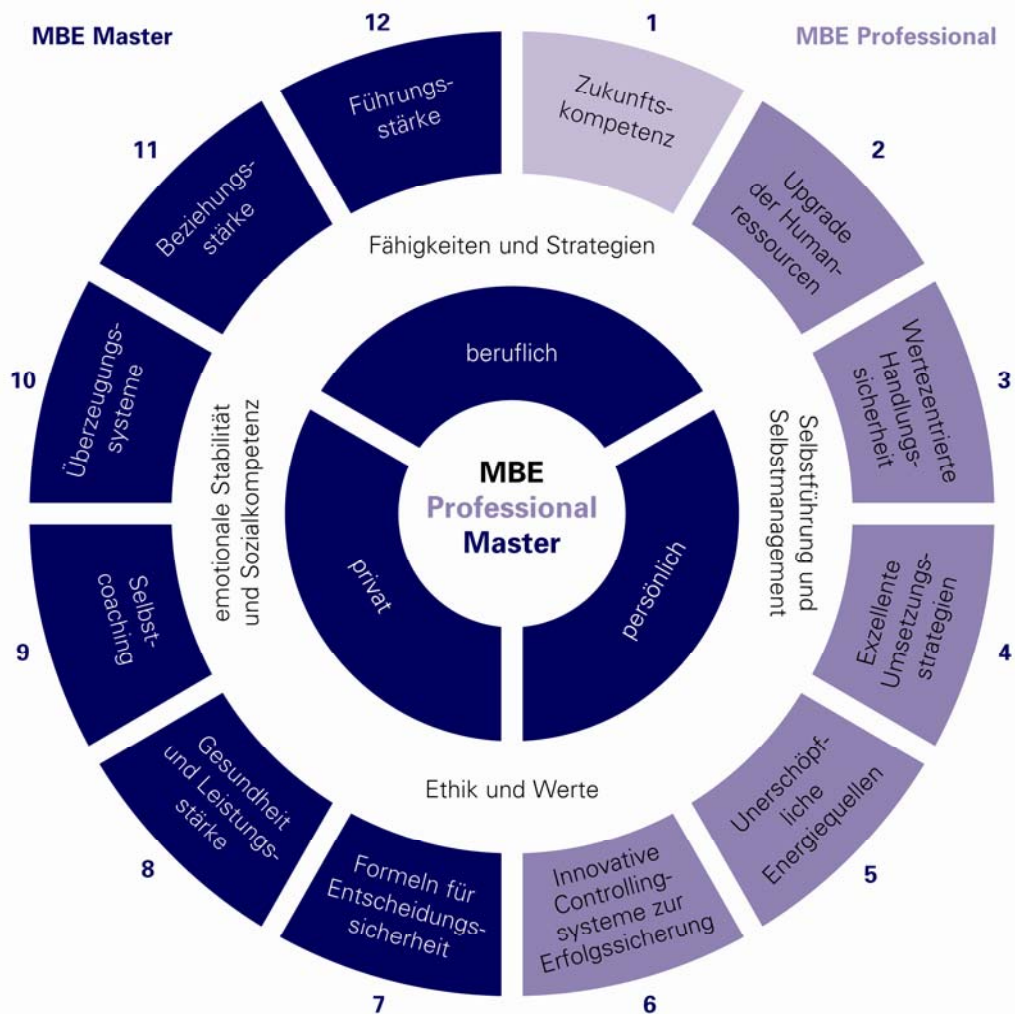 MBE Master
MBE Professional
1
Zukunfts-
kompetenz
2
Upgrade
der Human-
ressourcen
3
Wertezentrierte
Handlungs-
sicherheit
4
Exzellente
Umsetzungs-
strategien
5
Unerschöpf-
liche
Energiequellen
6
Innovative
Controlling-
systeme zur
Erfolgssicherung
7
Formeln für
Entscheidungs-
sicherheit
8
Gesundheit
und Leistungs-
stärke
9
Selbst-
coaching
10
Überzeugungs-
systeme
11
Beziehungs-
stärke
12
Führungs-
stärke
Fähigkeiten und Strategien
Selbstführung und
Selbstmanagement
Ethik und Werte
emotionale Stabilität
und Sozialkompetenz
beruflich
persönlich
privat
MBE
Professional
Master